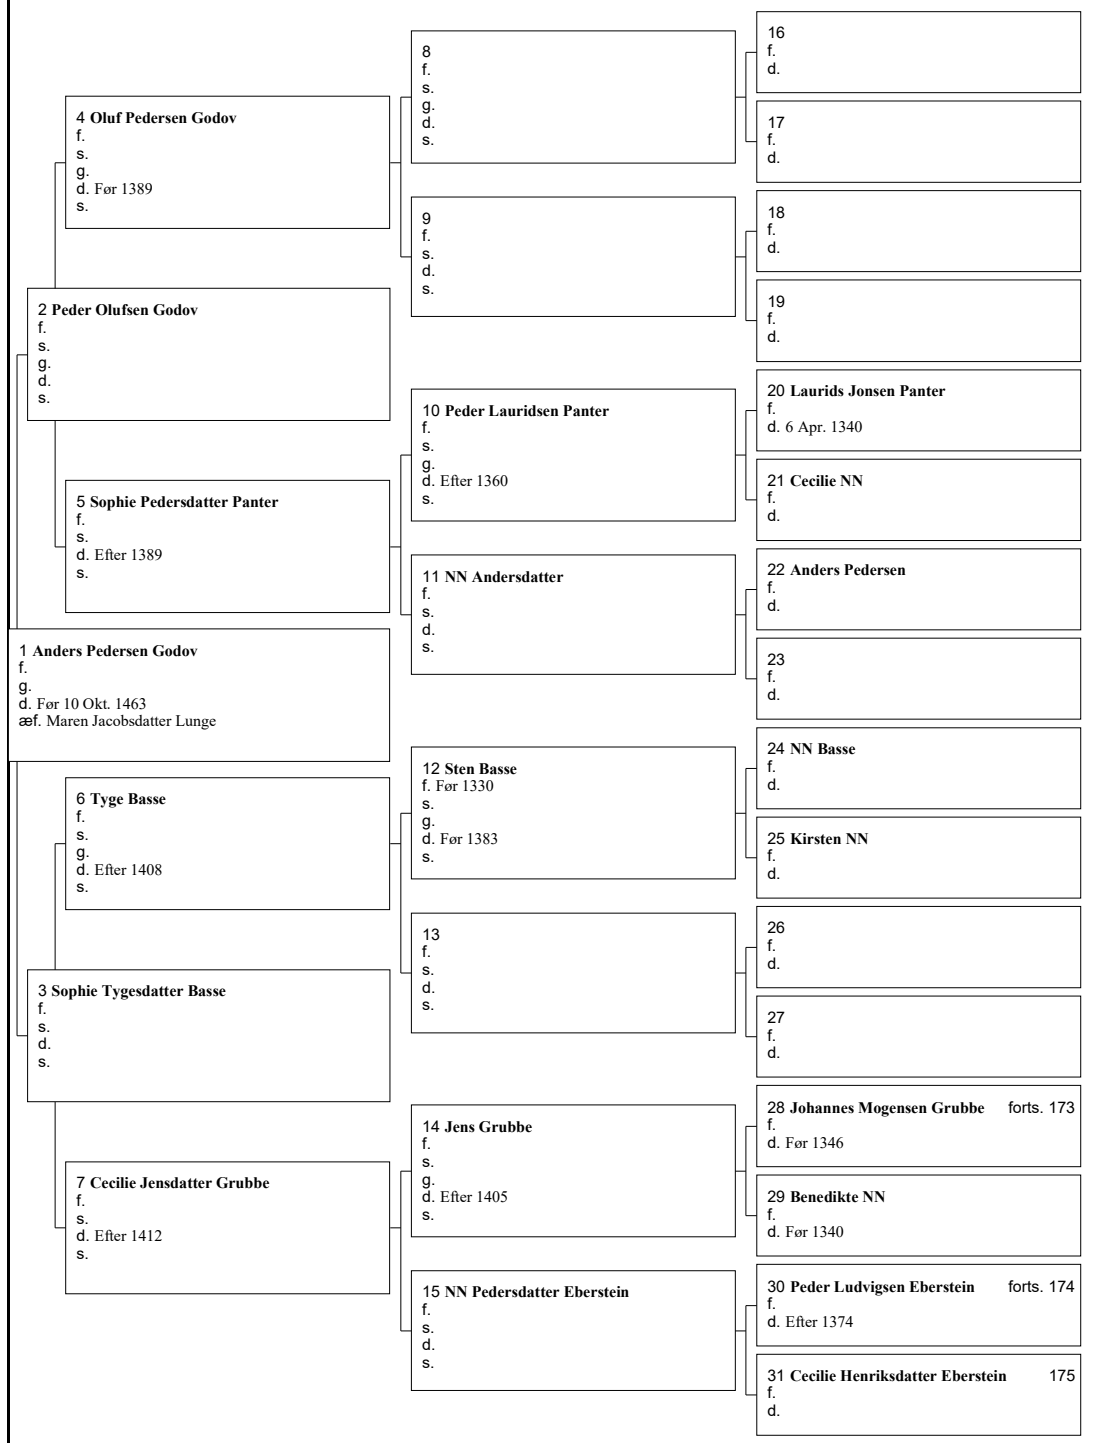 1 Anders Pedersen Godov
f.
g.
d. Før 10 Okt. 1463
æf. Maren Jacobsdatter Lunge
2 Peder Olufsen Godov
f.
s.
g.
d.
s.
3 Sophie Tygesdatter Basse
f.
s.
d.
s.
4 Oluf Pedersen Godov
f.
s.
g.
d. Før 1389
s.
5 Sophie Pedersdatter Panter
f.
s.
d. Efter 1389
s.
6 Tyge Basse
f.
s.
g.
d. Efter 1408
s.
7 Cecilie Jensdatter Grubbe
f.
s.
d. Efter 1412
s.
8
f.
s.
g.
d.
s.
9
f.
s.
d.
s.
10 Peder Lauridsen Panter
f.
s.
g.
d. Efter 1360
s.
11 NN Andersdatter
f.
s.
d.
s.
12 Sten Basse
f. Før 1330
s.
g.
d. Før 1383
s.
13
f.
s.
d.
s.
14 Jens Grubbe
f.
s.
g.
d. Efter 1405
s.
15 NN Pedersdatter Eberstein
f.
s.
d.
s.
16
f.
d.
17
f.
d.
18
f.
d.
19
f.
d.
20 Laurids Jonsen Panter
f.
d. 6 Apr. 1340
21 Cecilie NN
f.
d.
22 Anders Pedersen
f.
d.
23
f.
d.
24 NN Basse
f.
d.
25 Kirsten NN
f.
d.
26
f.
d.
27
f.
d.
28 Johannes Mogensen Grubbe forts. 173
f.
d. Før 1346
29 Benedikte NN
f.
d. Før 1340
30 Peder Ludvigsen Eberstein forts. 174
f.
d. Efter 1374
31 Cecilie Henriksdatter Eberstein 175
f.
d.